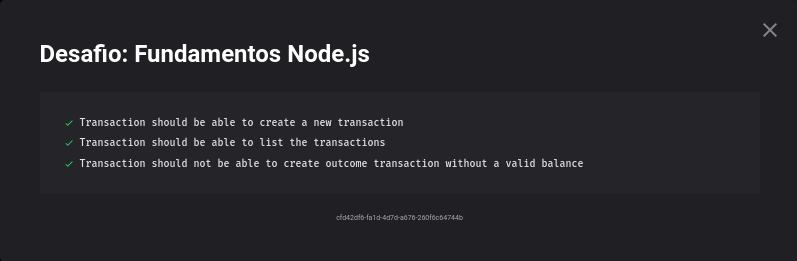 Desafio: Fundamentos Node.js
Transaction should be able to create a new transaction
Transaction should be able to list the transactions
Transaction should not be able to create outcome transaction without a valid balance
cfd42df6-fa1d-4d7d-a676-260f6c64744b